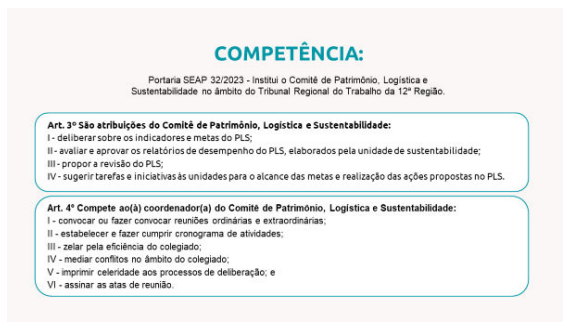 COMPETÊNCIA:
Portaria SEAP 32/2023 - Institui o Comitê de Patrimônio, Logística e
Sustentabilidade no âmbito do Tribunal Regional do Trabalho da 12ª Região.
Art. 3º São atribuições do Comitê de Patrimônio, Logística e Sustentabilidade:
I - deliberar sobre os indicadores e metas do PLS;
II - avaliar e aprovar os relatórios de desempenho do PLS, elaborados pela unidade de sustentabilidade;
III - propor a revisão do PLS;
IV - sugerir tarefas e iniciativas às unidades para o alcance das metas e realização das ações propostas no PLS.
Art. 4º Compete ao(à) coordenador(a) do Comitê de Patrimônio, Logística e Sustentabilidade:
I - convocar ou fazer convocar reuniões ordinárias e extraordinárias;
II - estabelecer e fazer cumprir cronograma de atividades;
III - zelar pela eficiência do colegiado;
IV - mediar conflitos no âmbito do colegiado;
V - imprimir celeridade aos processos de deliberação; e
VI - assinar as atas de reunião.